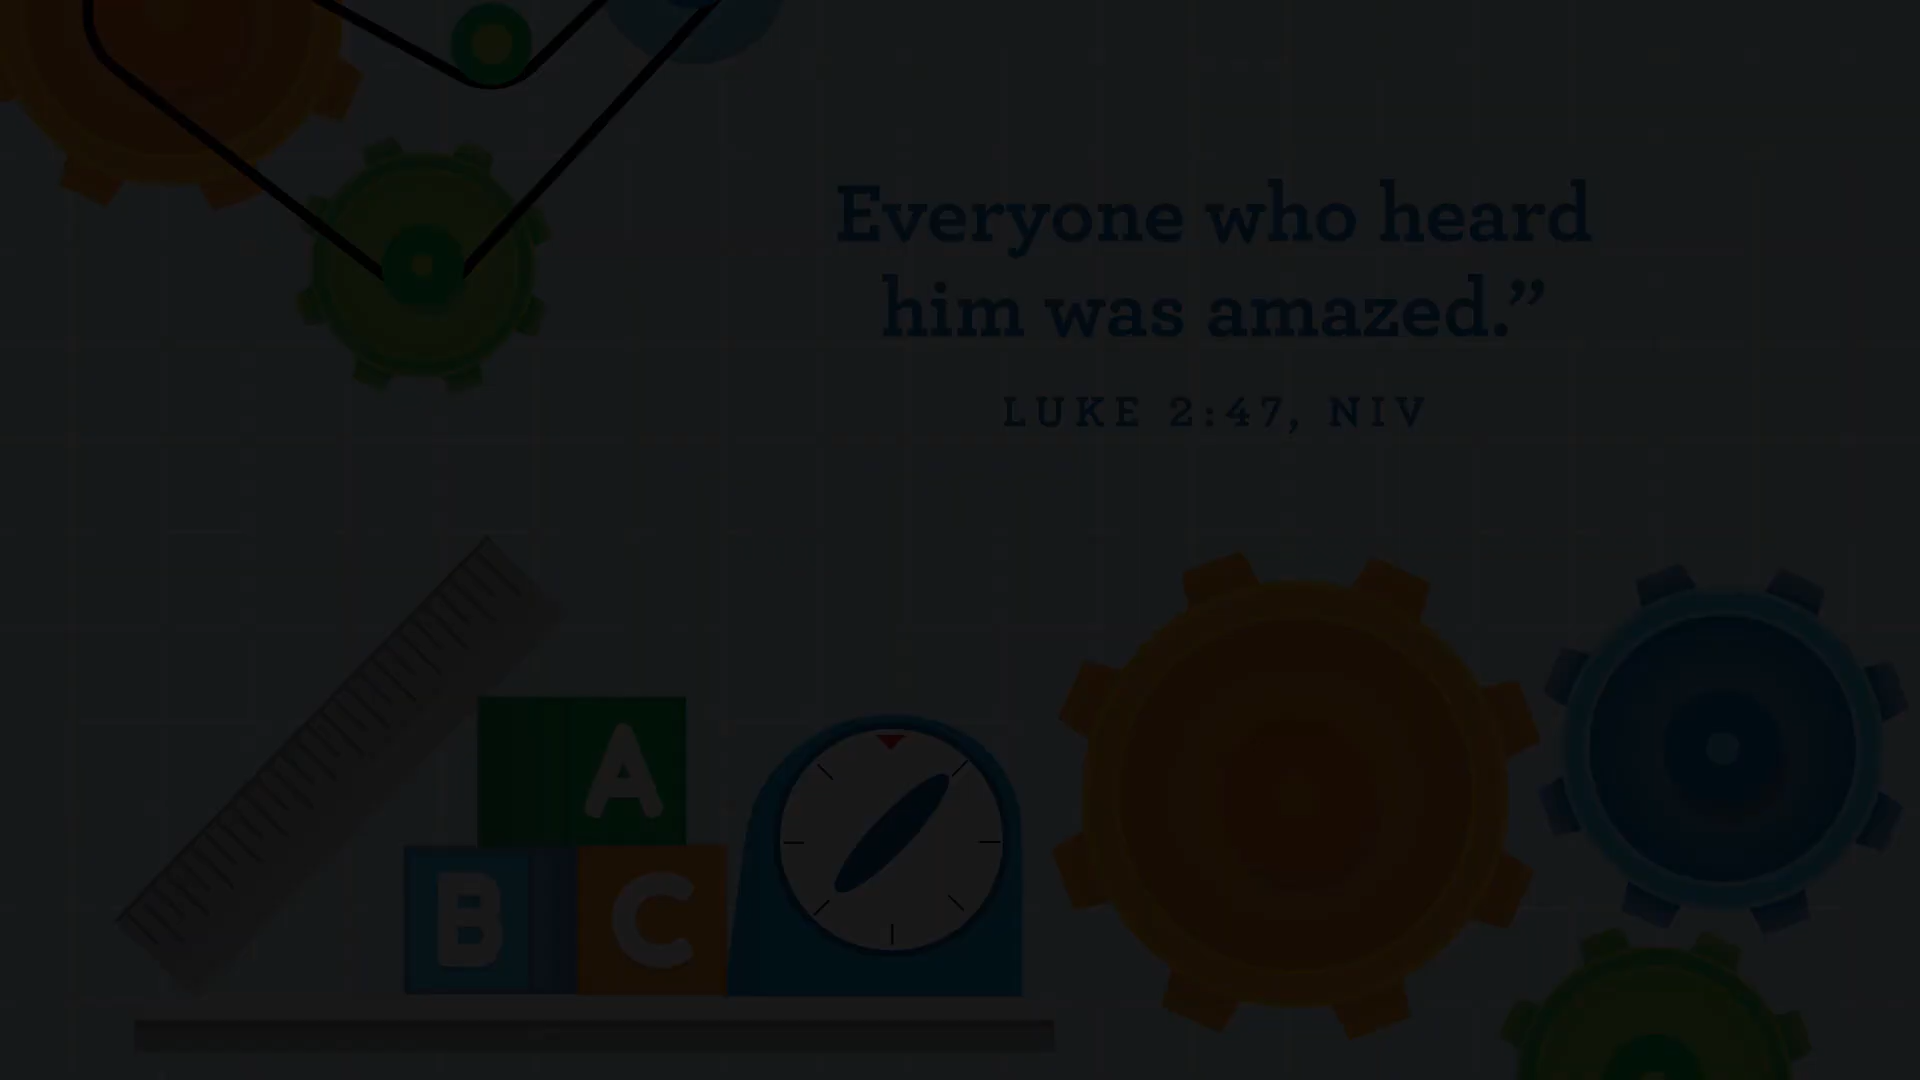 Everyone who heard
him was amazed.”
LUKE 2:47, NIV
A
B C